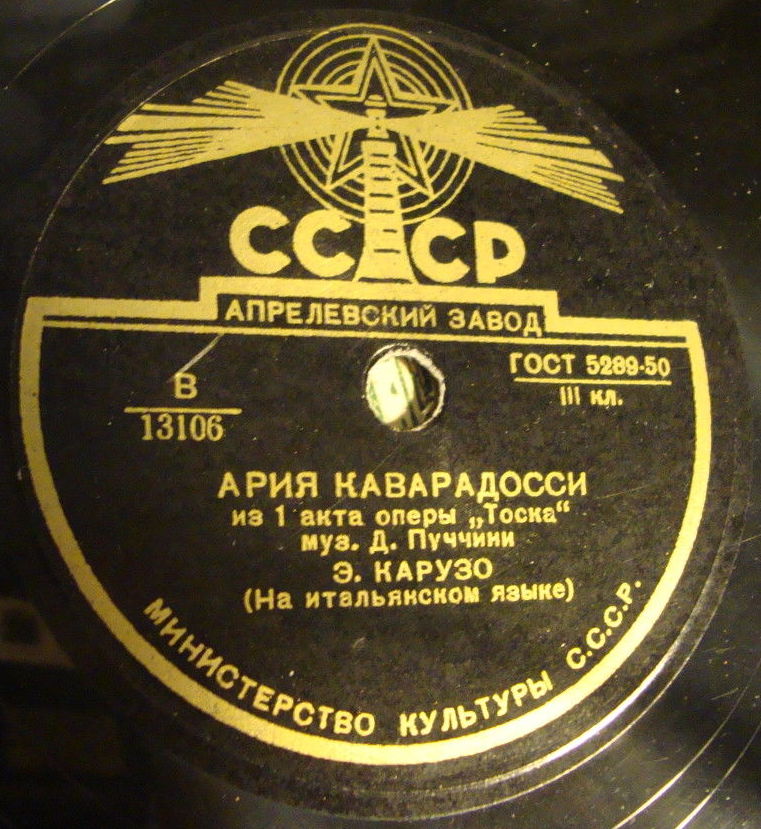 СССР
АПРЕЛЕВСКИЙ ЗАВОД
В
13106
ГОСТ 5289-50
III кл.
АРИЯ КАВАРАДОССИ
из 1 акта оперы „Тоска“
муз. Д. Пуччини
Э. КАРУЗО
(На итальянском языке)
МИНИСТЕРСТВО КУЛЬТУРЫ С.С.С.Р.